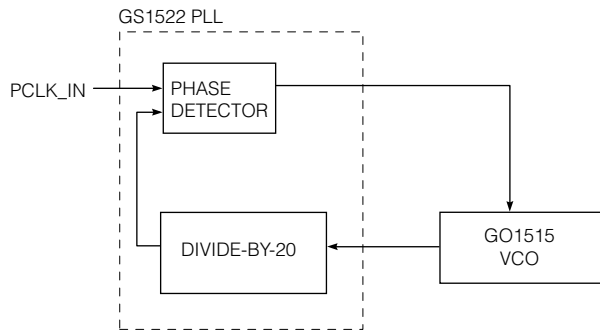 GS1522 PLL
PCLK_IN
PHASE
DETECTOR
DIVIDE-BY-20
GO1515
VCO